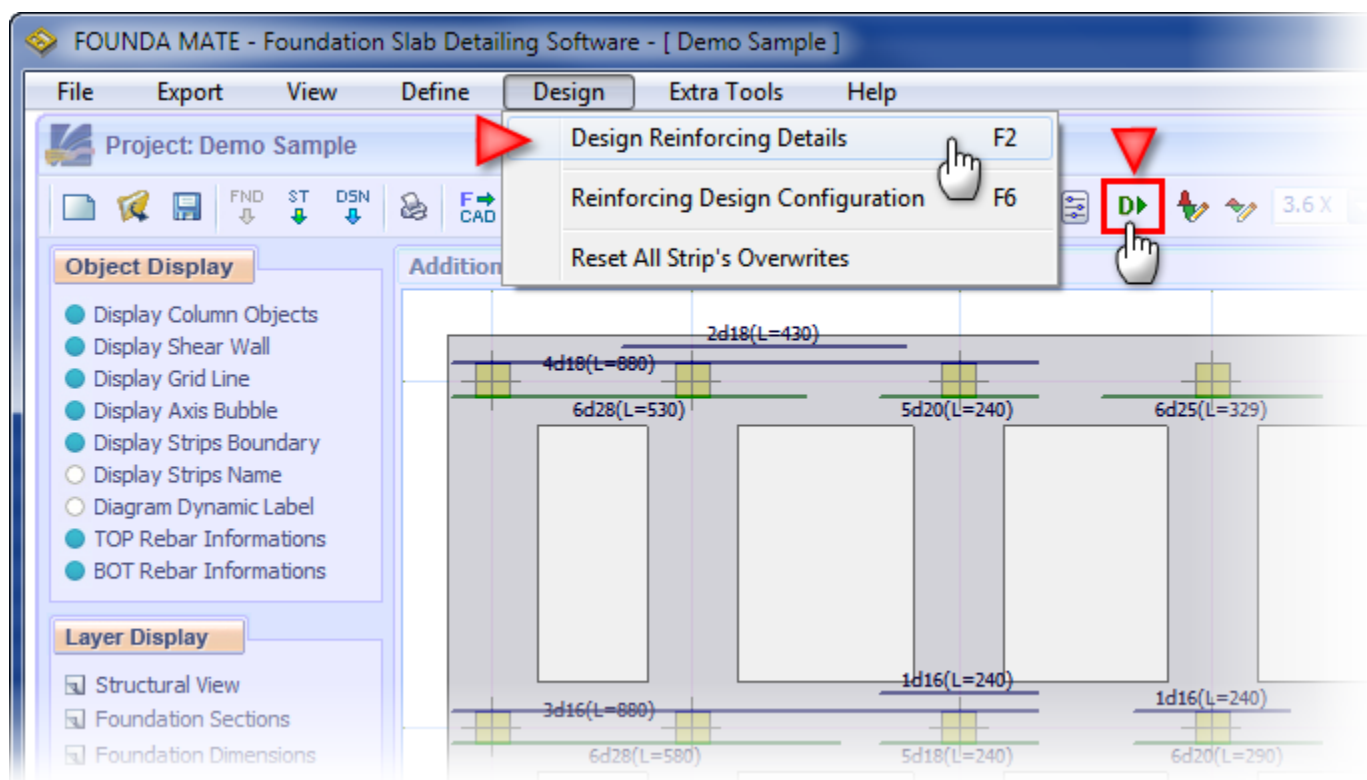 FOUNDA MATE - Foundation Slab Detailing Software - [ Demo Sample ]
File Export View Define Design Extra Tools Help
Project: Demo Sample
Design Reinforcing Details F2
Reinforcing Design Configuration F6
Reset All Strip's Overwrites
FND ST DSN F CAD D 3.6 X
Object Display
Addition
Display Column Objects
Display Shear Wall
Display Grid Line
Display Axis Bubble
Display Strips Boundary
Display Strips Name
Diagram Dynamic Label
TOP Rebar Informations
BOT Rebar Informations
Layer Display
Structural View
Foundation Sections
Foundation Dimensions
2d18(L=430)
4d18(L=880)
6d28(L=530) 5d20(L=240) 6d25(L=329)
1d16(L=240)
3d16(L=880) 1d16(L=240)
6d28(L=580) 5d18(L=240) 6d20(L=290)